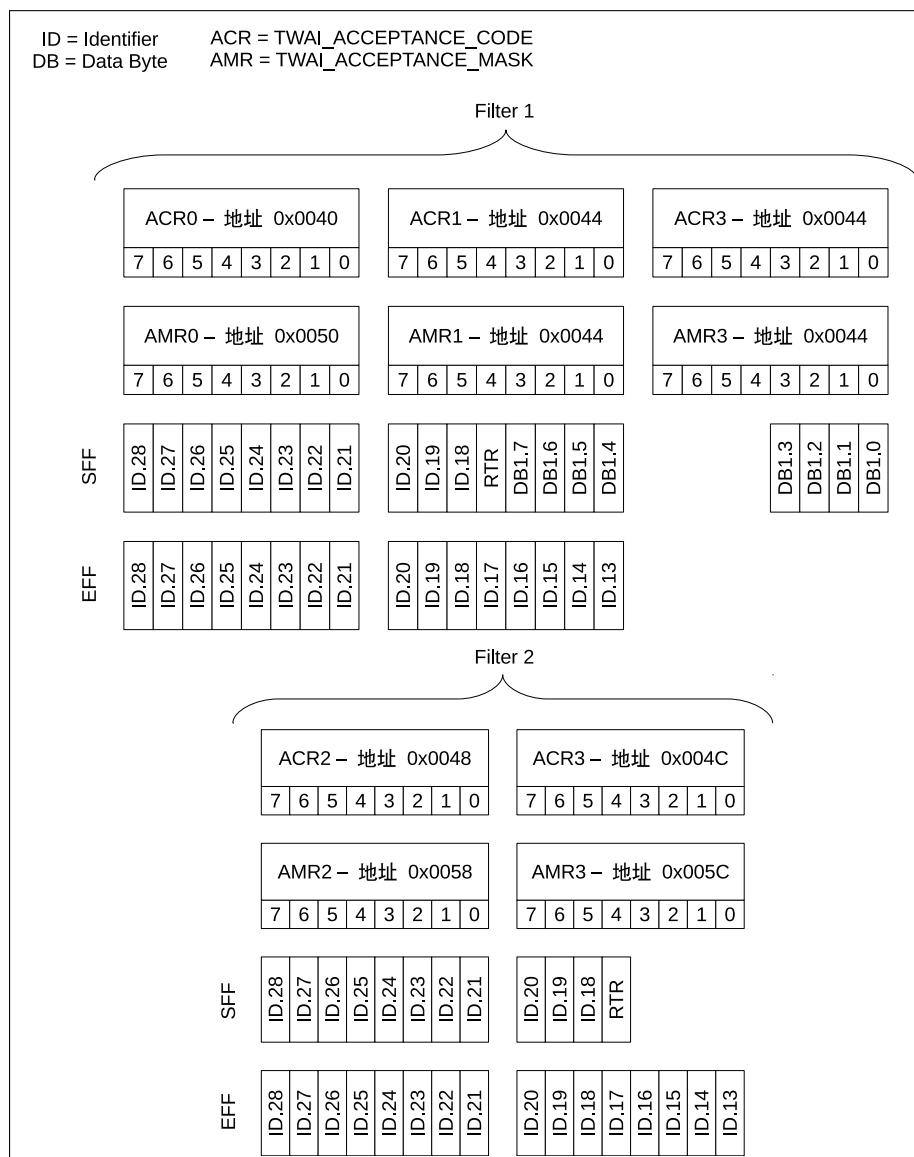 ID = Identifier ACR = TWAI_ACCEPTANCE_CODE
DB = Data Byte AMR = TWAI_ACCEPTANCE_MASK
Filter 1
ACR0 – 地址 0x0040 ACR1 – 地址 0x0044 ACR3 – 地址 0x0044
7 6 5 4 3 2 1 0 7 6 5 4 3 2 1 0 7 6 5 4 3 2 1 0
AMR0 – 地址 0x0050 AMR1 – 地址 0x0044 AMR3 – 地址 0x0044
7 6 5 4 3 2 1 0 7 6 5 4 3 2 1 0 7 6 5 4 3 2 1 0
SFF ID.28 ID.27 ID.26 ID.25 ID.24 ID.23 ID.22 ID.21 ID.20 ID.19 ID.18 RTR DB1.7 DB1.6 DB1.5 DB1.4 DB1.3 DB1.2 DB1.1 DB1.0
EFF ID.28 ID.27 ID.26 ID.25 ID.24 ID.23 ID.22 ID.21 ID.20 ID.19 ID.18 ID.17 ID.16 ID.15 ID.14 ID.13
Filter 2
ACR2 – 地址 0x0048 ACR3 – 地址 0x004C
7 6 5 4 3 2 1 0 7 6 5 4 3 2 1 0
AMR2 – 地址 0x0058 AMR3 – 地址 0x005C
7 6 5 4 3 2 1 0 7 6 5 4 3 2 1 0
SFF ID.28 ID.27 ID.26 ID.25 ID.24 ID.23 ID.22 ID.21 ID.20 ID.19 ID.18 RTR
EFF ID.28 ID.27 ID.26 ID.25 ID.24 ID.23 ID.22 ID.21 ID.20 ID.19 ID.18 ID.17 ID.16 ID.15 ID.14 ID.13